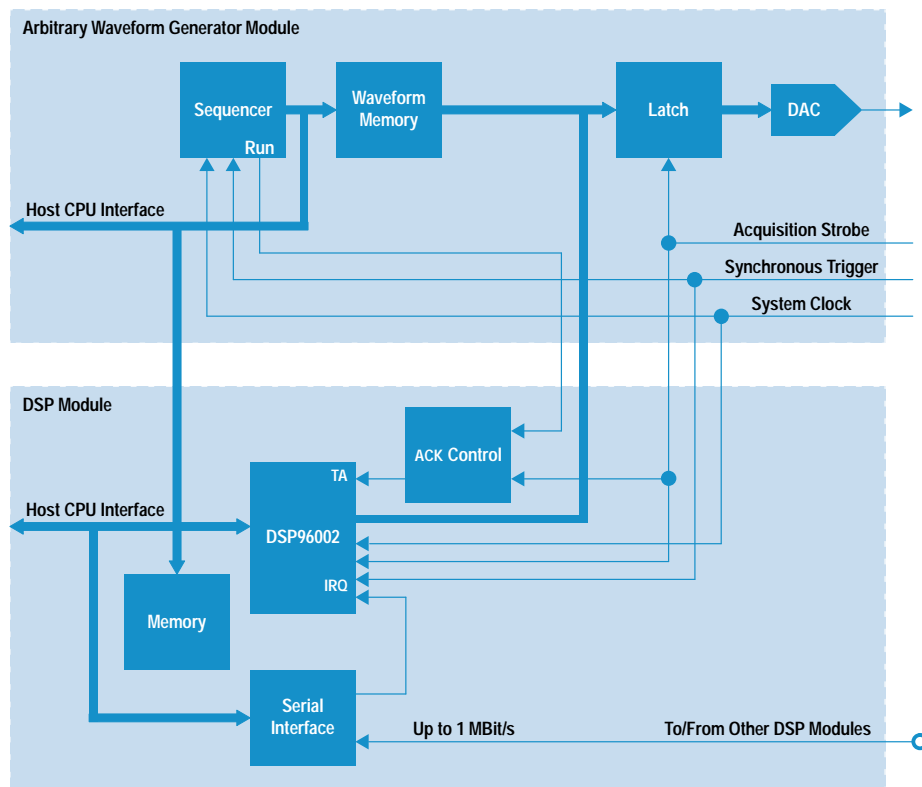 Arbitrary Waveform Generator Module
Sequencer
Run
Waveform
Memory
Latch
DAC
Host CPU Interface
Acquisition Strobe
Synchronous Trigger
System Clock
DSP Module
ACK Control
TA
Host CPU Interface
DSP96002
IRQ
Memory
Serial
Interface
Up to 1 MBit/s
To/From Other DSP Modules